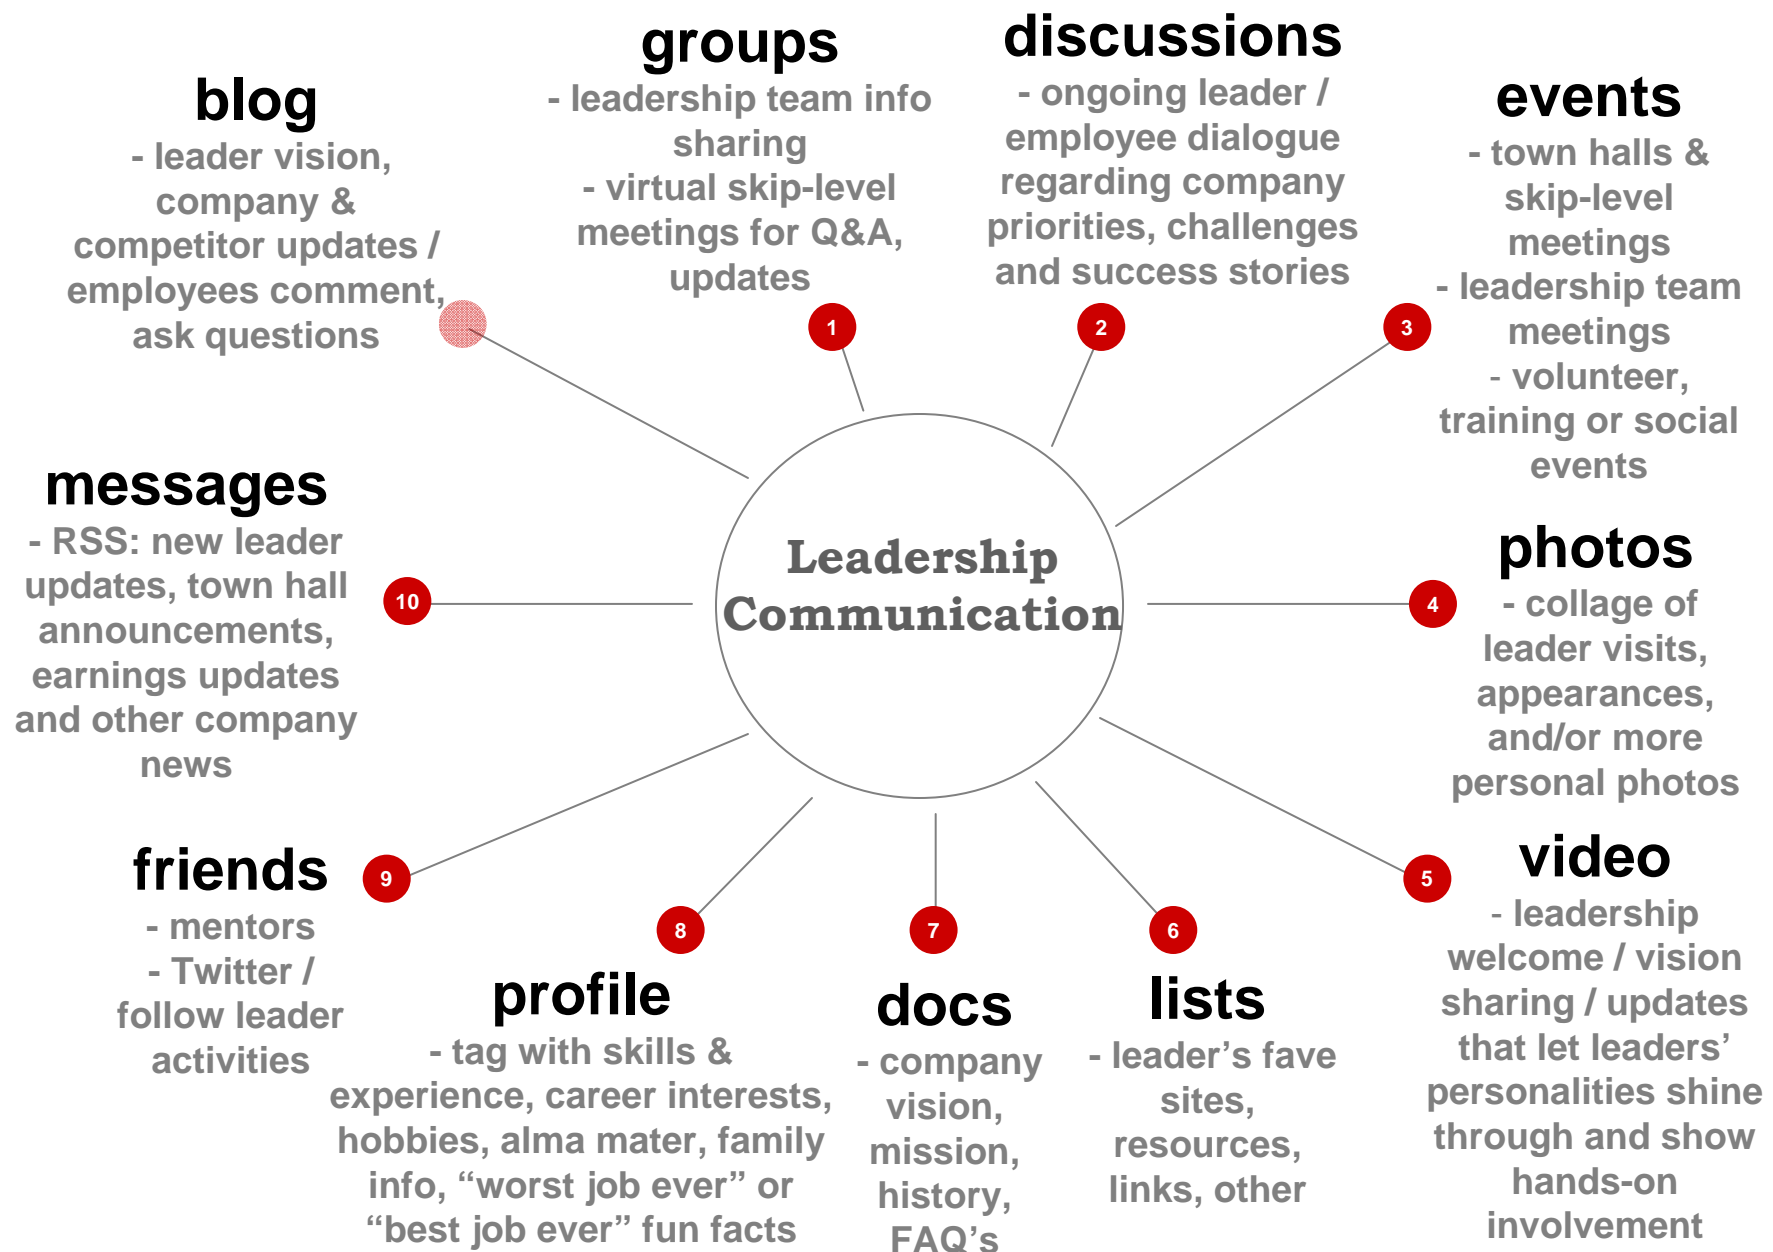 blog
- leader vision,
company &
competitor updates /
employees comment,
ask questions
groups
- leadership team info
sharing
- virtual skip-level
meetings for Q&A,
updates
1
discussions
- ongoing leader /
employee dialogue
regarding company
priorities, challenges
and success stories
2
events
- town halls &
skip-level
meetings
- leadership team
meetings
- volunteer,
training or social
events
3
Leadership
Communication
photos
- collage of
leader visits,
appearances,
and/or more
personal photos
4
video
- leadership
welcome / vision
sharing / updates
that let leaders’
personalities shine
through and show
hands-on
involvement
5
lists
- leader’s fave
sites,
resources,
links, other
6
docs
- company
vision,
mission,
history,
FAQ’s
7
profile
- tag with skills &
experience, career interests,
hobbies, alma mater, family
info, “worst job ever” or
“best job ever” fun facts
8
friends
- mentors
- Twitter /
follow leader
activities
9
messages
- RSS: new leader
updates, town hall
announcements,
earnings updates
and other company
news
10